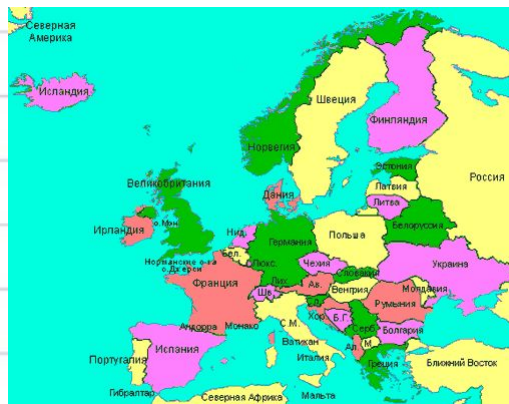 Северная
Америка
Исландия
Швеция
Финляндия
Норвегия
Эстония
Россия
Великобритания
Дания
Латвия
Литва
о.Мэн
Ирландия
Белоруссия
Нид.
Германия
Польша
Бел.
Нормандские о-ва
о.Джерси
Люкс.
Чехия
Украина
Словакия
Франция
Лих.
Шв.
Ав.
Венгрия
Молдавия
Румыния
Сл.
Хор.
С.М.
Б.Г.
Серб.
Андорра
Монако
Болгария
Испания
Ватикан
М.
Ал.
Португалия
Италия
Греция
Ближний Восток
Гибралтар
Северная Африка
Мальта